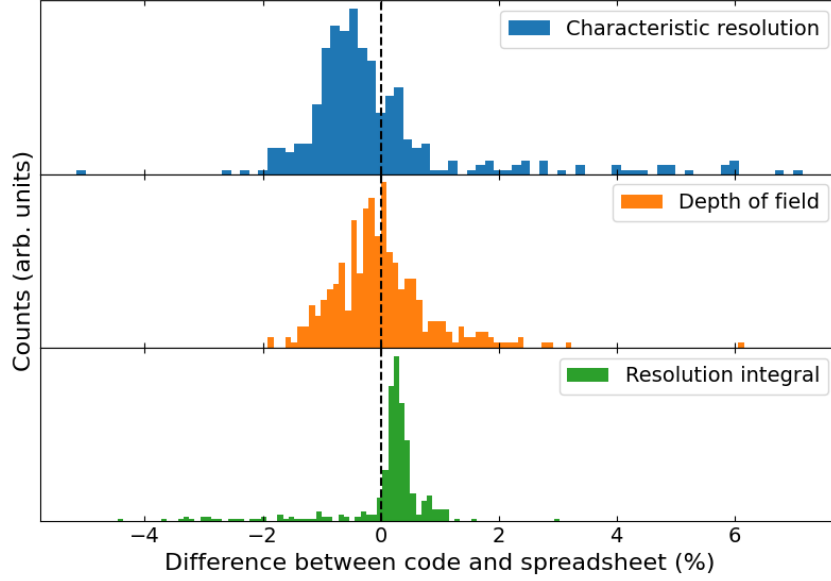 Characteristic resolution
Depth of field
Resolution integral
Counts (arb. units)
−4 −2 0 2 4 6
Difference between code and spreadsheet (%)